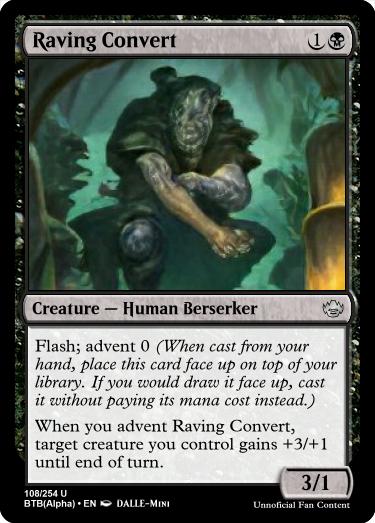 Raving Convert 1
Creature — Human Berserker
Flash; advent 0 (When cast from your
hand, place this card face up on top of your
library. If you would draw it face up, cast
it without paying its mana cost instead.)
When you advent Raving Convert,
target creature you control gains +3/+1
until end of turn.
3/1
108/254 U
BTB(Alpha) • EN DALLE-Mini
Unofficial Fan Content